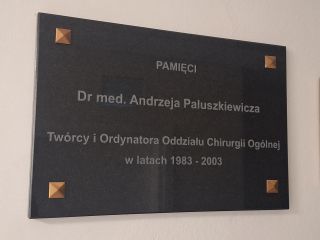 PAMIĘCI
Dr med. Andrzeja Paluszkiewicza
Twórcy i Ordynatora Oddziału Chirurgii Ogólnej
w latach 1983 - 2003